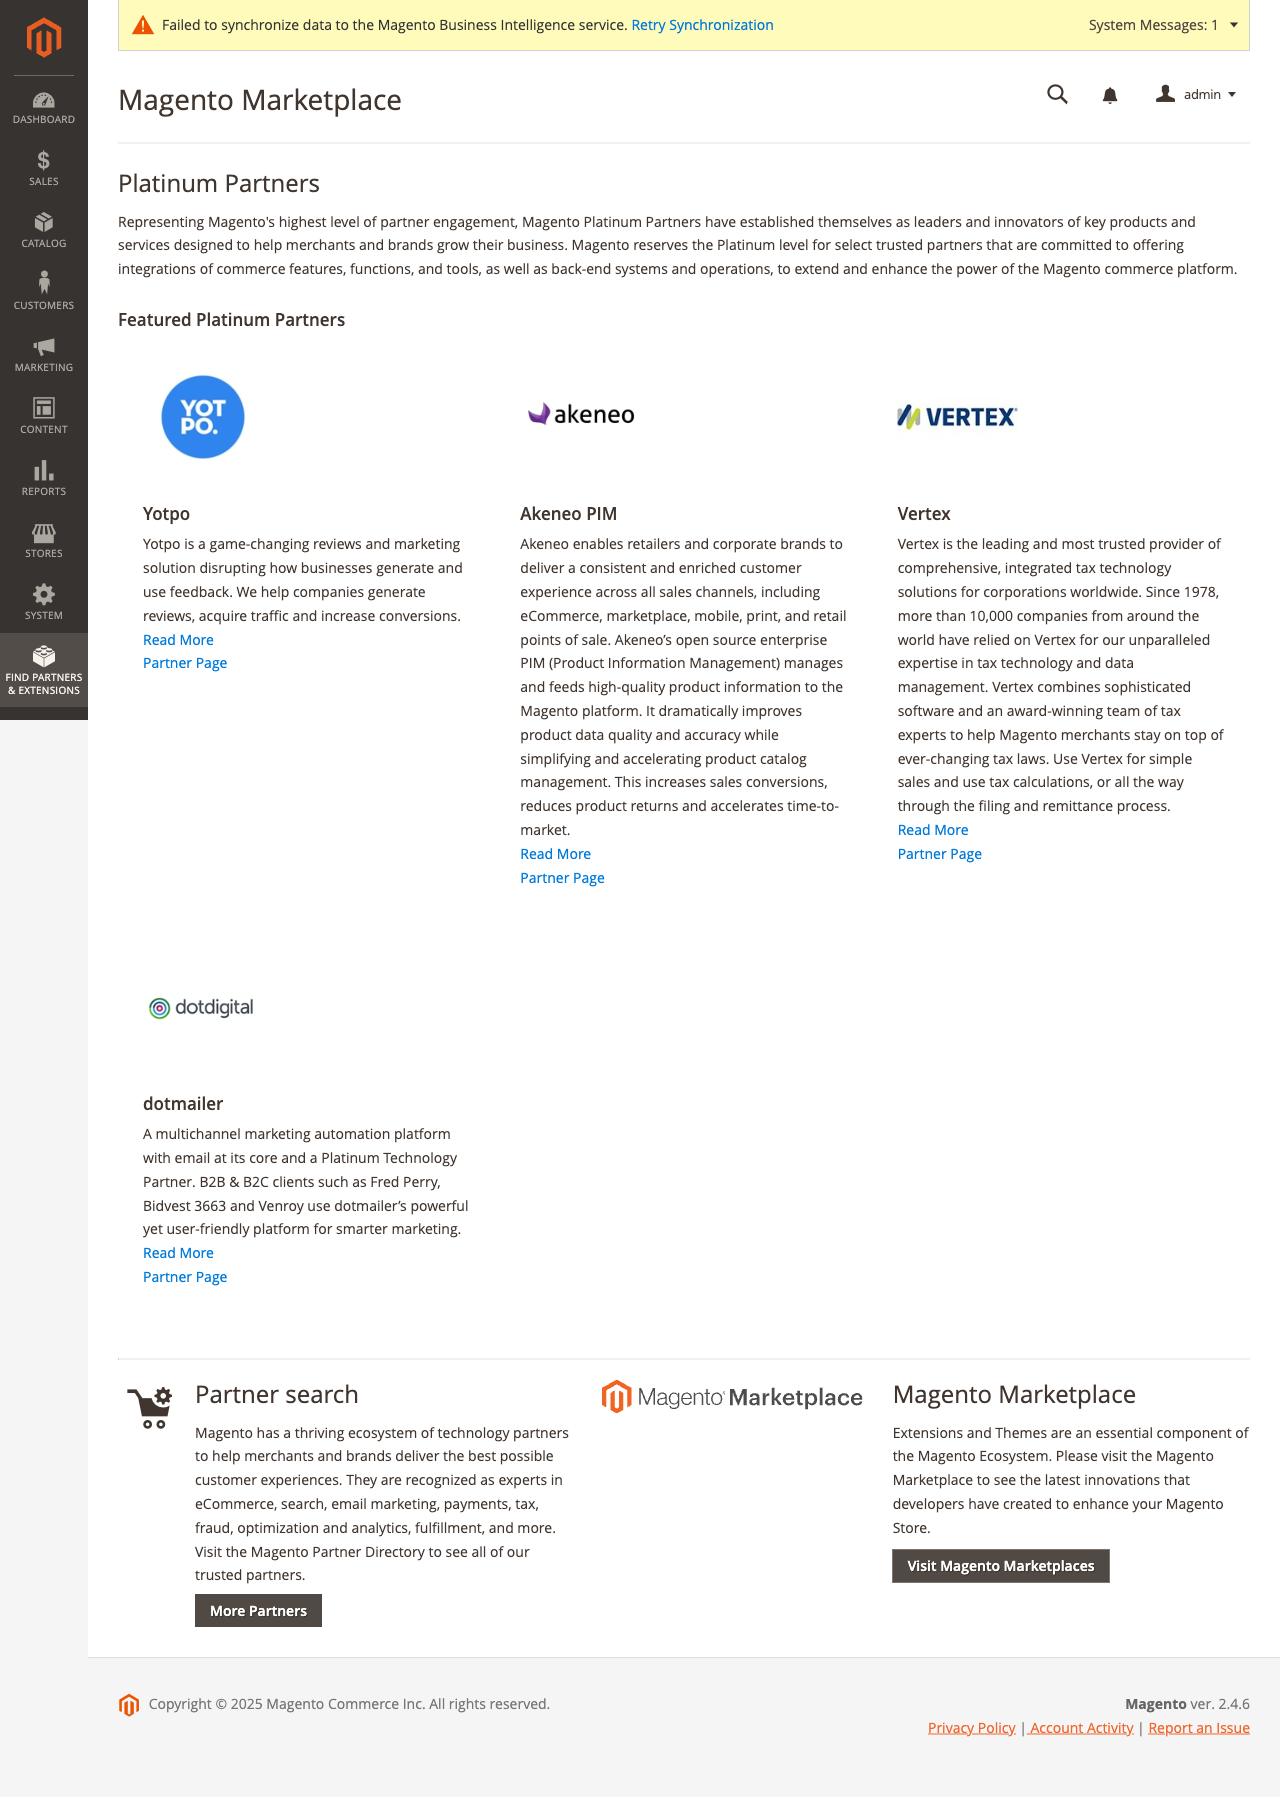 Failed to synchronize data to the Magento Business Intelligence service. Retry Synchronization
System Messages: 1
Magento Marketplace
admin
DASHBOARD
SALES
CATALOG
CUSTOMERS
MARKETING
CONTENT
REPORTS
STORES
SYSTEM
FIND PARTNERS
& EXTENSIONS
Platinum Partners
Representing Magento's highest level of partner engagement, Magento Platinum Partners have established themselves as leaders and innovators of key products and
services designed to help merchants and brands grow their business. Magento reserves the Platinum level for select trusted partners that are committed to offering
integrations of commerce features, functions, and tools, as well as back-end systems and operations, to extend and enhance the power of the Magento commerce platform.
Featured Platinum Partners
YOT
PO.
Yotpo
Yotpo is a game-changing reviews and marketing
solution disrupting how businesses generate and
use feedback. We help companies generate
reviews, acquire traffic and increase conversions.
Read More
Partner Page
akeneo
Akeneo PIM
Akeneo enables retailers and corporate brands to
deliver a consistent and enriched customer
experience across all sales channels, including
eCommerce, marketplace, mobile, print, and retail
points of sale. Akeneo’s open source enterprise
PIM (Product Information Management) manages
and feeds high-quality product information to the
Magento platform. It dramatically improves
product data quality and accuracy while
simplifying and accelerating product catalog
management. This increases sales conversions,
reduces product returns and accelerates time-to-
market.
Read More
Partner Page
VERTEX
Vertex
Vertex is the leading and most trusted provider of
comprehensive, integrated tax technology
solutions for corporations worldwide. Since 1978,
more than 10,000 companies from around the
world have relied on Vertex for our unparalleled
expertise in tax technology and data
management. Vertex combines sophisticated
software and an award-winning team of tax
experts to help Magento merchants stay on top of
ever-changing tax laws. Use Vertex for simple
sales and use tax calculations, or all the way
through the filing and remittance process.
Read More
Partner Page
dotdigital
dotmailer
A multichannel marketing automation platform
with email at its core and a Platinum Technology
Partner. B2B & B2C clients such as Fred Perry,
Bidvest 3663 and Venroy use dotmailer’s powerful
yet user-friendly platform for smarter marketing.
Read More
Partner Page
Partner search
Magento has a thriving ecosystem of technology partners
to help merchants and brands deliver the best possible
customer experiences. They are recognized as experts in
eCommerce, search, email marketing, payments, tax,
fraud, optimization and analytics, fulfillment, and more.
Visit the Magento Partner Directory to see all of our
trusted partners.
More Partners
Magento Marketplace
Magento Marketplace
Extensions and Themes are an essential component of
the Magento Ecosystem. Please visit the Magento
Marketplace to see the latest innovations that
developers have created to enhance your Magento
Store.
Visit Magento Marketplaces
Copyright © 2025 Magento Commerce Inc. All rights reserved.
Magento ver. 2.4.6
Privacy Policy | Account Activity | Report an Issue